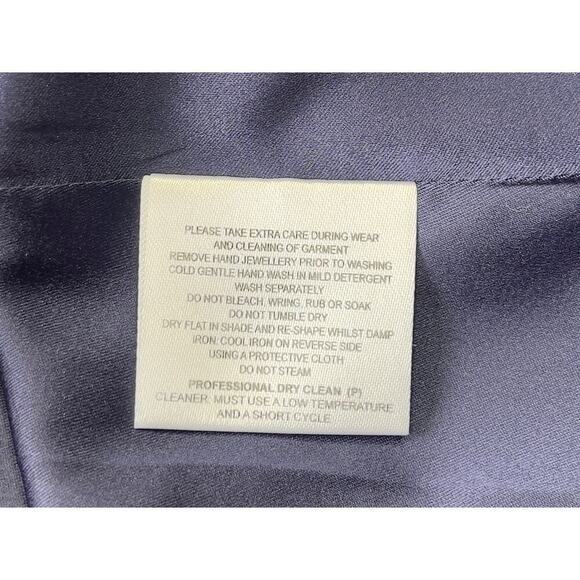 PLEASE TAKE EXTRA CARE DURING WEAR
AND CLEANING OF GARMENT
REMOVE HAND JEWELLERY PRIOR TO WASHING
COLD GENTLE HAND WASH IN MILD DETERGENT
WASH SEPARATELY
DO NOT BLEACH, WRING, RUB OR SOAK
DO NOT TUMBLE DRY
DRY FLAT IN SHADE AND RE-SHAPE WHILST DAMP
IRON: COOL IRON ON REVERSE SIDE
USING A PROTECTIVE CLOTH
DO NOT STEAM
PROFESSIONAL DRY CLEAN (P)
CLEANER: MUST USE A LOW TEMPERATURE
AND A SHORT CYCLE